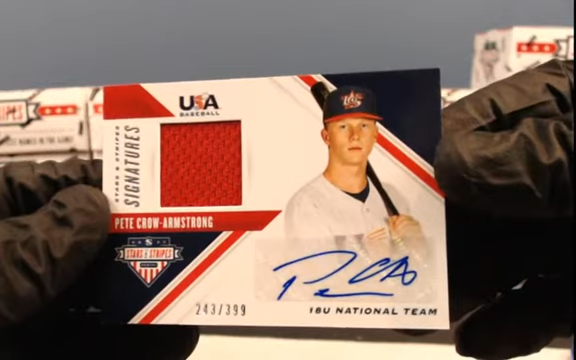 USA
BASEBALL
STARS & STRIPES
SIGNATURES
PETE CROW-ARMSTRONG
STARS & STRIPES
243/399
18U NATIONAL TEAM